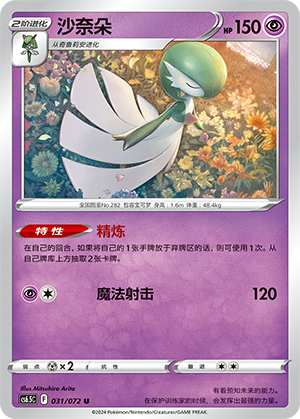 2阶进化
沙奈朵
HP 150
从奇鲁莉安进化
全国图鉴No.282 包容宝可梦 身高：1.6m 体重：48.4kg
特性 精炼
在自己的回合，如果将自己的1张手牌放于弃牌区的话，则可使用1次。从
自己牌库上方抽取2张卡牌。
魔法射击 120
弱点 ×2 抵抗力 撤退
Illus.Mitsuhiro Arita
CS6.5C F 031/072 U
有着预知未来的能力。
在保护训练家的时候，会发挥出最强的力量。
©2024 Pokémon/Nintendo/Creatures/GAME FREAK.